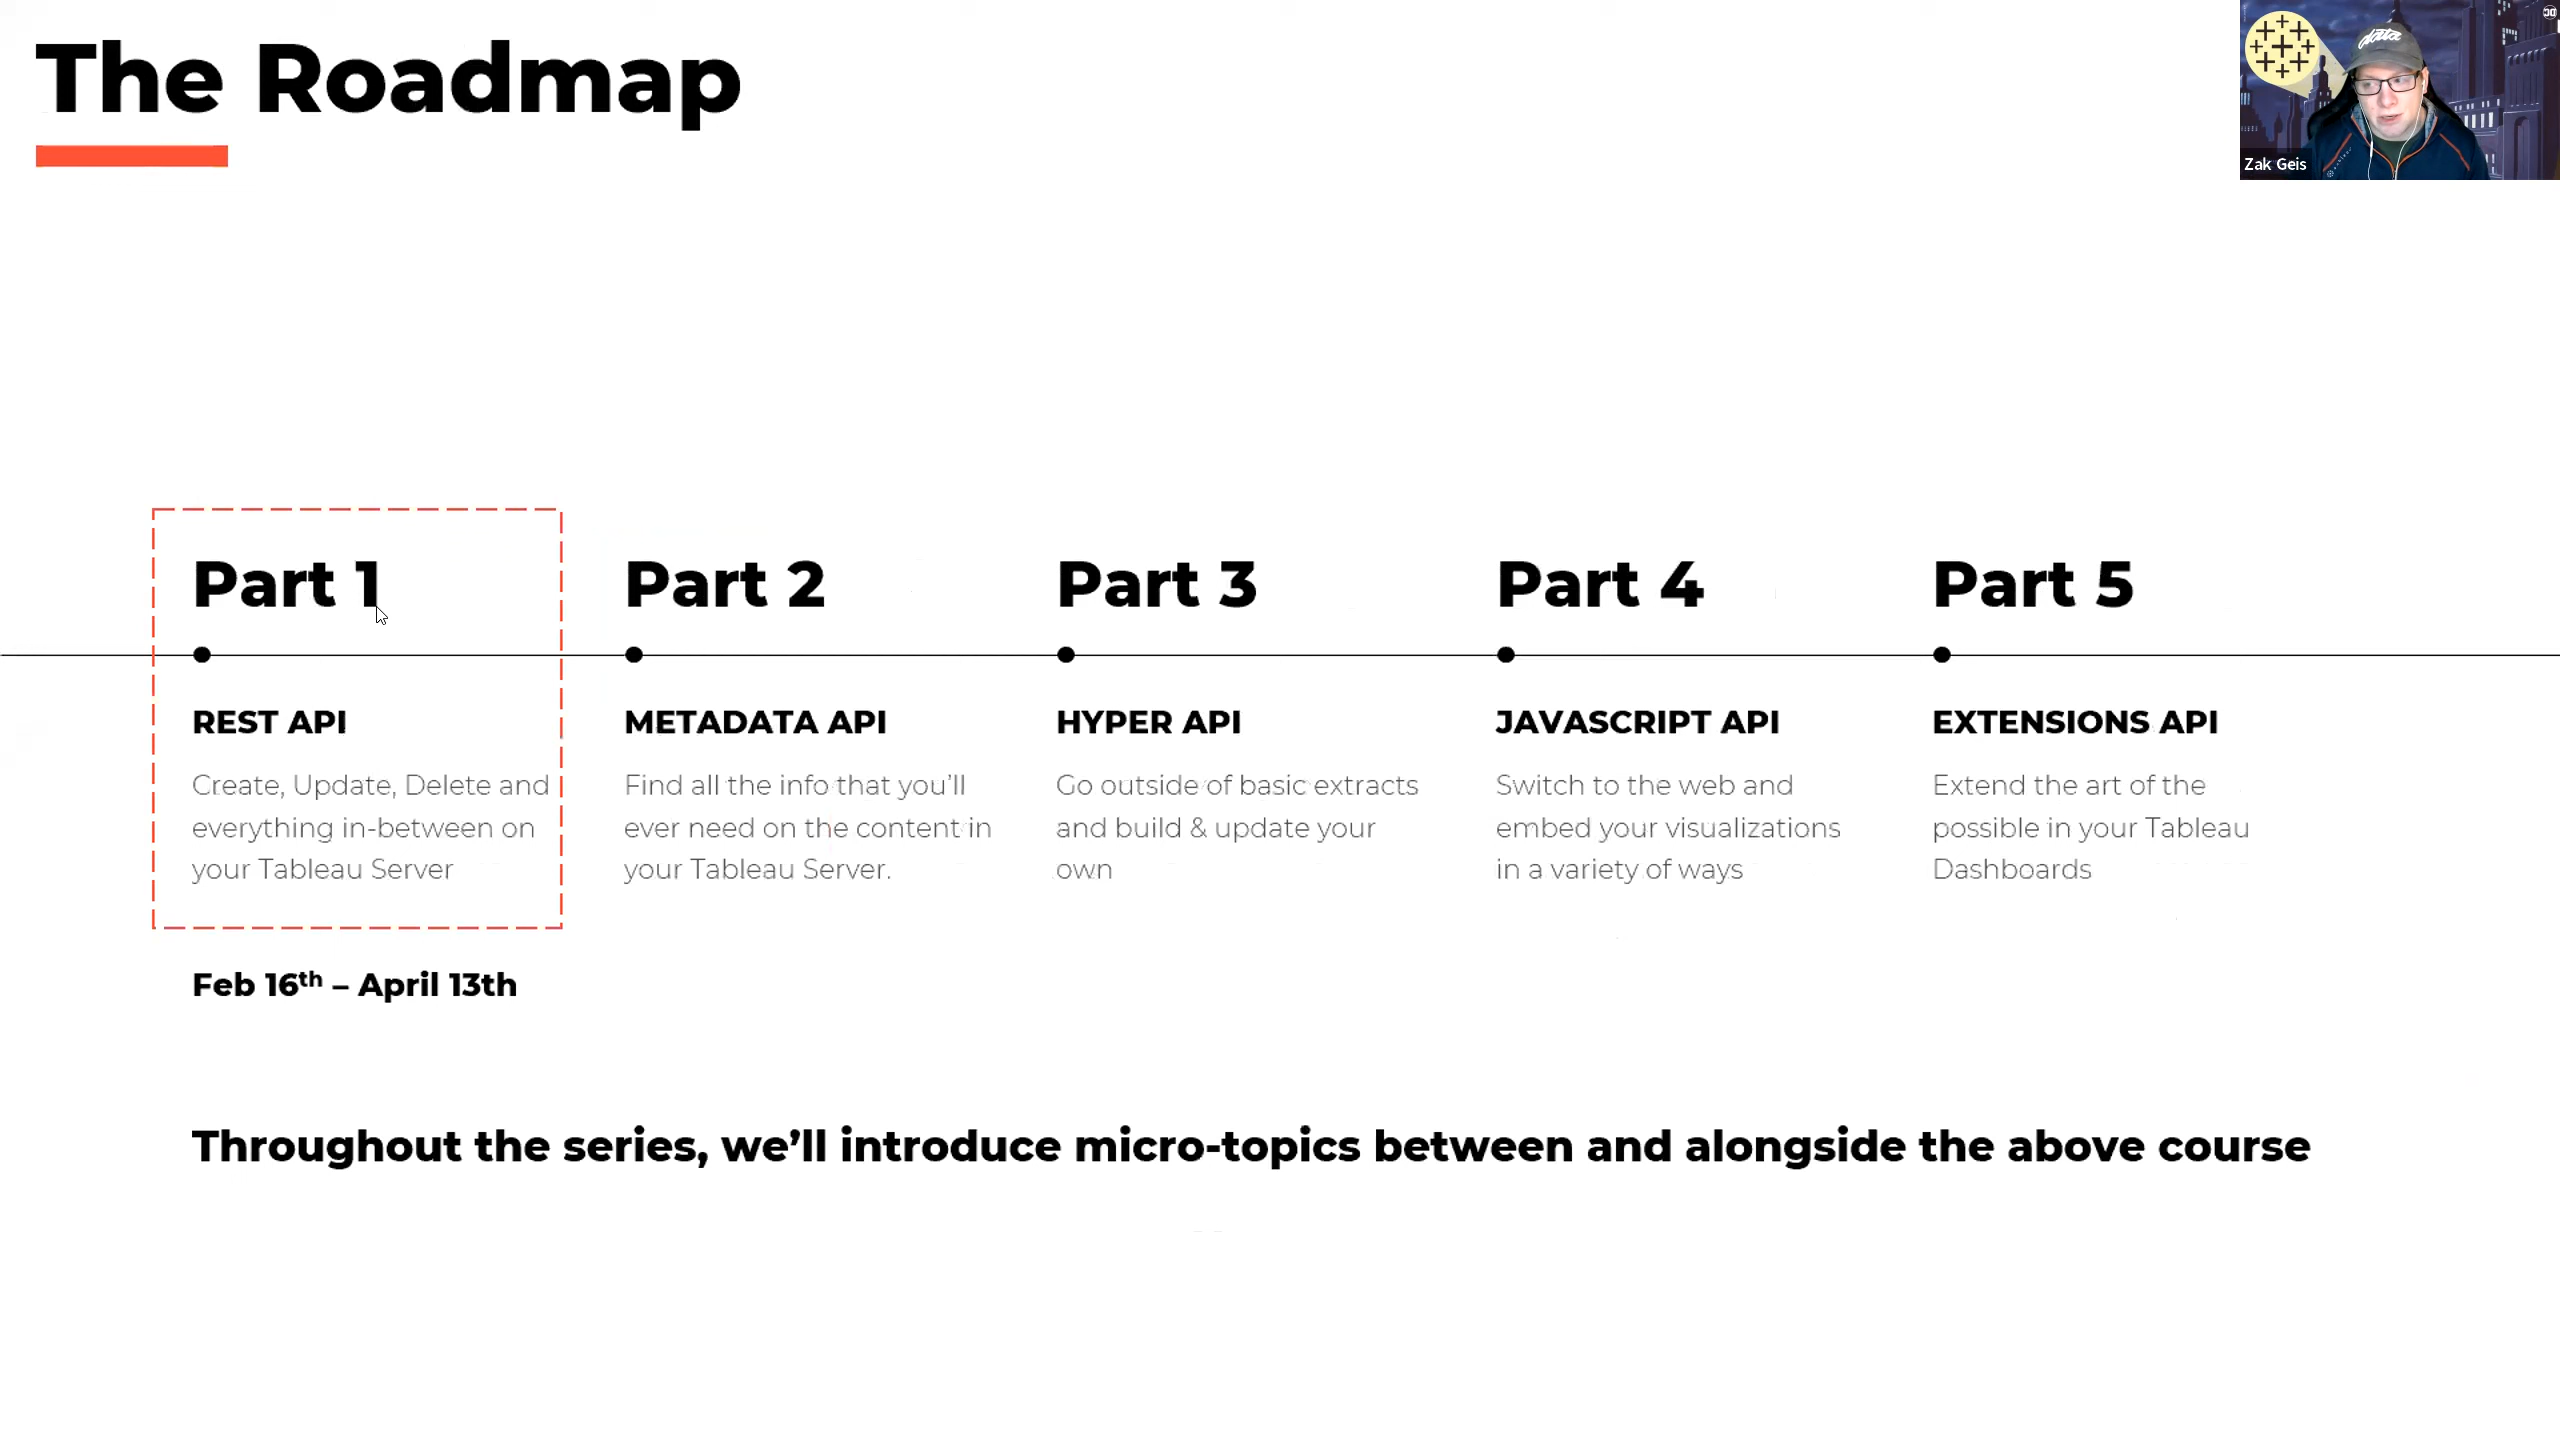 The Roadmap
data
Zak Geis
Part 1
Part 2
Part 3
Part 4
Part 5
REST API
Create, Update, Delete and
everything in-between on
your Tableau Server
METADATA API
Find all the info that you’ll
ever need on the content in
your Tableau Server.
HYPER API
Go outside of basic extracts
and build & update your
own
JAVASCRIPT API
Switch to the web and
embed your visualizations
in a variety of ways
EXTENSIONS API
Extend the art of the
possible in your Tableau
Dashboards
Feb 16th – April 13th
Throughout the series, we’ll introduce micro-topics between and alongside the above course